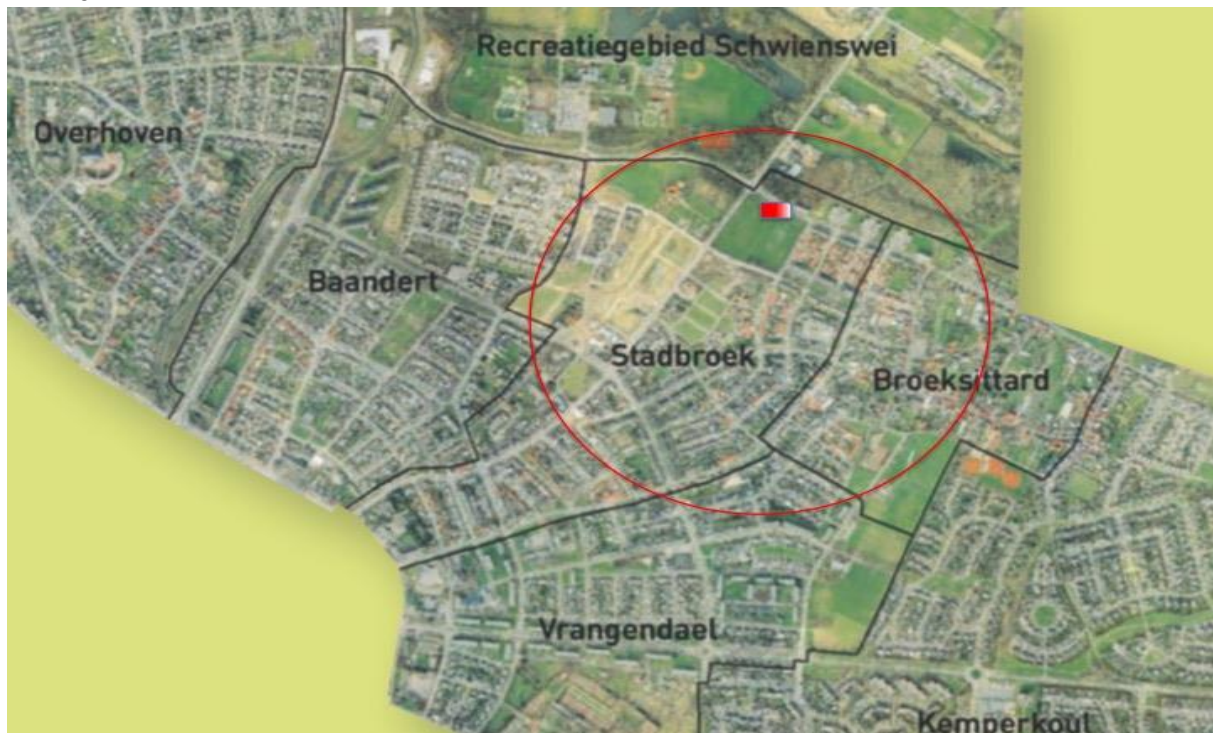 Recreatiegebied Schwienswei
Overhoven
Baandert
Stadbroek
Broeksittard
Vrangendael
Kemperkoul